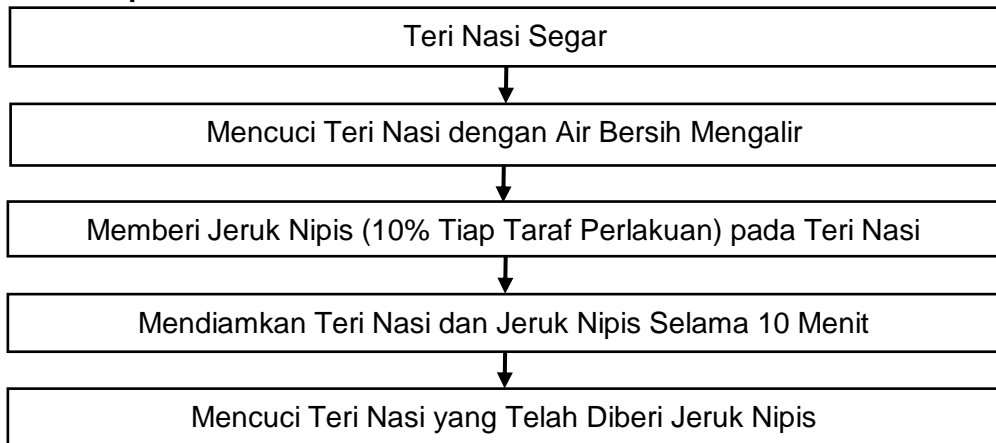 Teri Nasi Segar
Mencuci Teri Nasi dengan Air Bersih Mengalir
Memberi Jeruk Nipis (10% Tiap Taraf Perlakuan) pada Teri Nasi
Mendiamkan Teri Nasi dan Jeruk Nipis Selama 10 Menit
Mencuci Teri Nasi yang Telah Diberi Jeruk Nipis